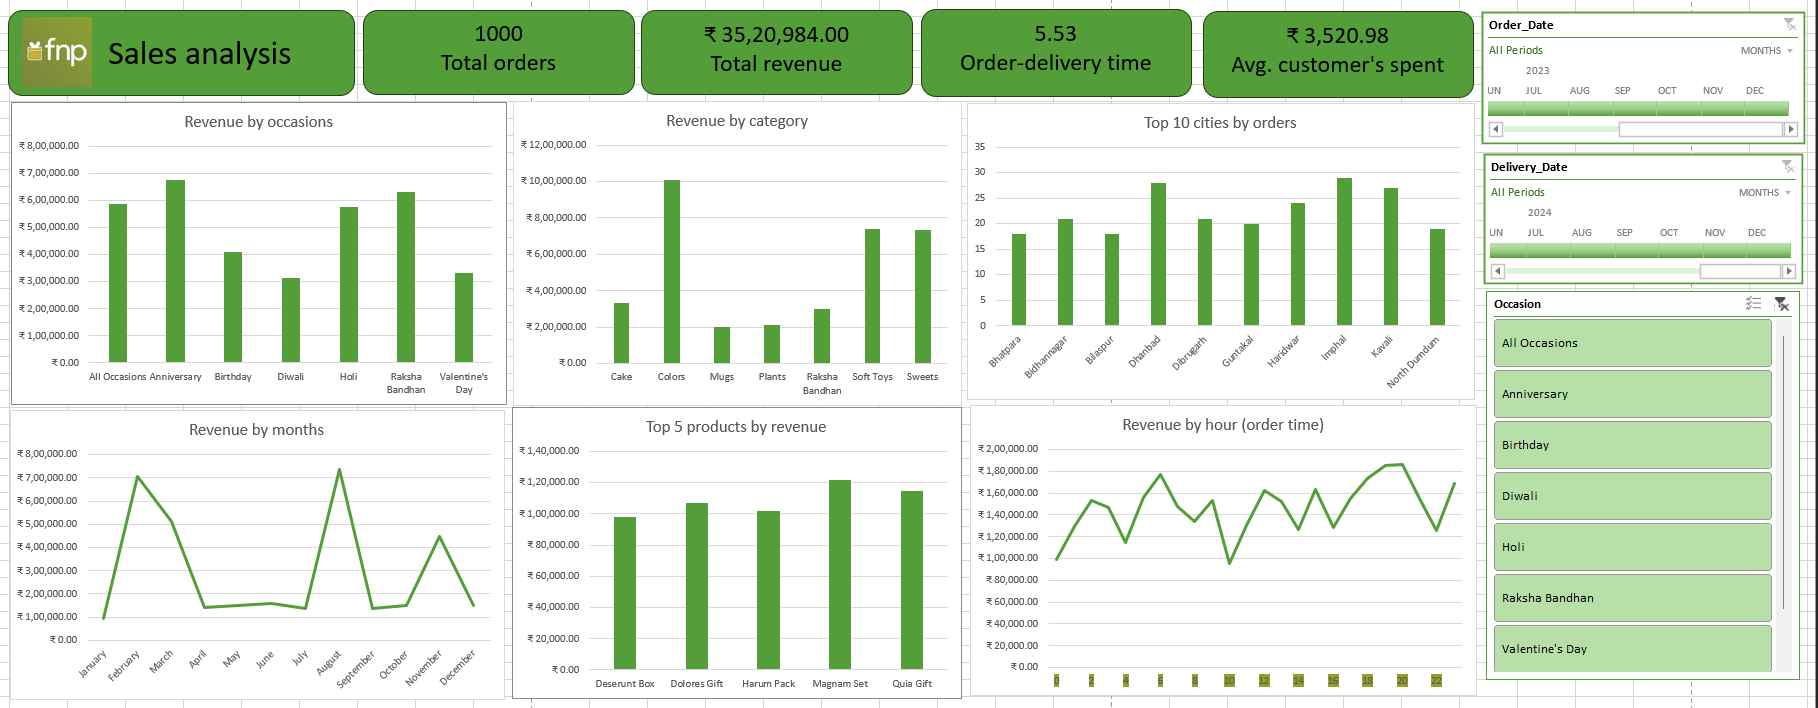 fnp
Sales analysis
1000
Total orders
₹ 35,20,984.00
Total revenue
5.53
Order-delivery time
₹ 3,520.98
Avg. customer's spent
Order_Date
All Periods
MONTHS
2023
UN JUL AUG SEP OCT NOV DEC
Delivery_Date
All Periods
MONTHS
2024
UN JUL AUG SEP OCT NOV DEC
Occasion
All Occasions
Anniversary
Birthday
Diwali
Holi
Raksha Bandhan
Valentine's Day
Revenue by occasions
₹ 8,00,000.00
₹ 7,00,000.00
₹ 6,00,000.00
₹ 5,00,000.00
₹ 4,00,000.00
₹ 3,00,000.00
₹ 2,00,000.00
₹ 1,00,000.00
₹ 0.00
All Occasions Anniversary Birthday Diwali Holi Raksha Valentine's
Bandhan Day
Revenue by category
₹ 12,00,000.00
₹ 10,00,000.00
₹ 8,00,000.00
₹ 6,00,000.00
₹ 4,00,000.00
₹ 2,00,000.00
₹ 0.00
Cake Colors Mugs Plants Raksha Soft Toys Sweets
Bandhan
Top 10 cities by orders
35
30
25
20
15
10
5
0
Bhatpara
Bidhannagar
Bilaspur
Dhanbad
Dibrugarh
Guntakal
Haridwar
Imphal
Kavali
North Dumdum
Revenue by months
₹ 8,00,000.00
₹ 7,00,000.00
₹ 6,00,000.00
₹ 5,00,000.00
₹ 4,00,000.00
₹ 3,00,000.00
₹ 2,00,000.00
₹ 1,00,000.00
₹ 0.00
January
February
March
April
May
June
July
August
September
October
November
December
Top 5 products by revenue
₹ 1,40,000.00
₹ 1,20,000.00
₹ 1,00,000.00
₹ 80,000.00
₹ 60,000.00
₹ 40,000.00
₹ 20,000.00
₹ 0.00
Deserunt Box Dolores Gift Harum Pack Magnam Set Quia Gift
Revenue by hour (order time)
₹ 2,00,000.00
₹ 1,80,000.00
₹ 1,60,000.00
₹ 1,40,000.00
₹ 1,20,000.00
₹ 1,00,000.00
₹ 80,000.00
₹ 60,000.00
₹ 40,000.00
₹ 20,000.00
₹ 0.00
0 2 4 6 8 10 12 14 16 18 20 22